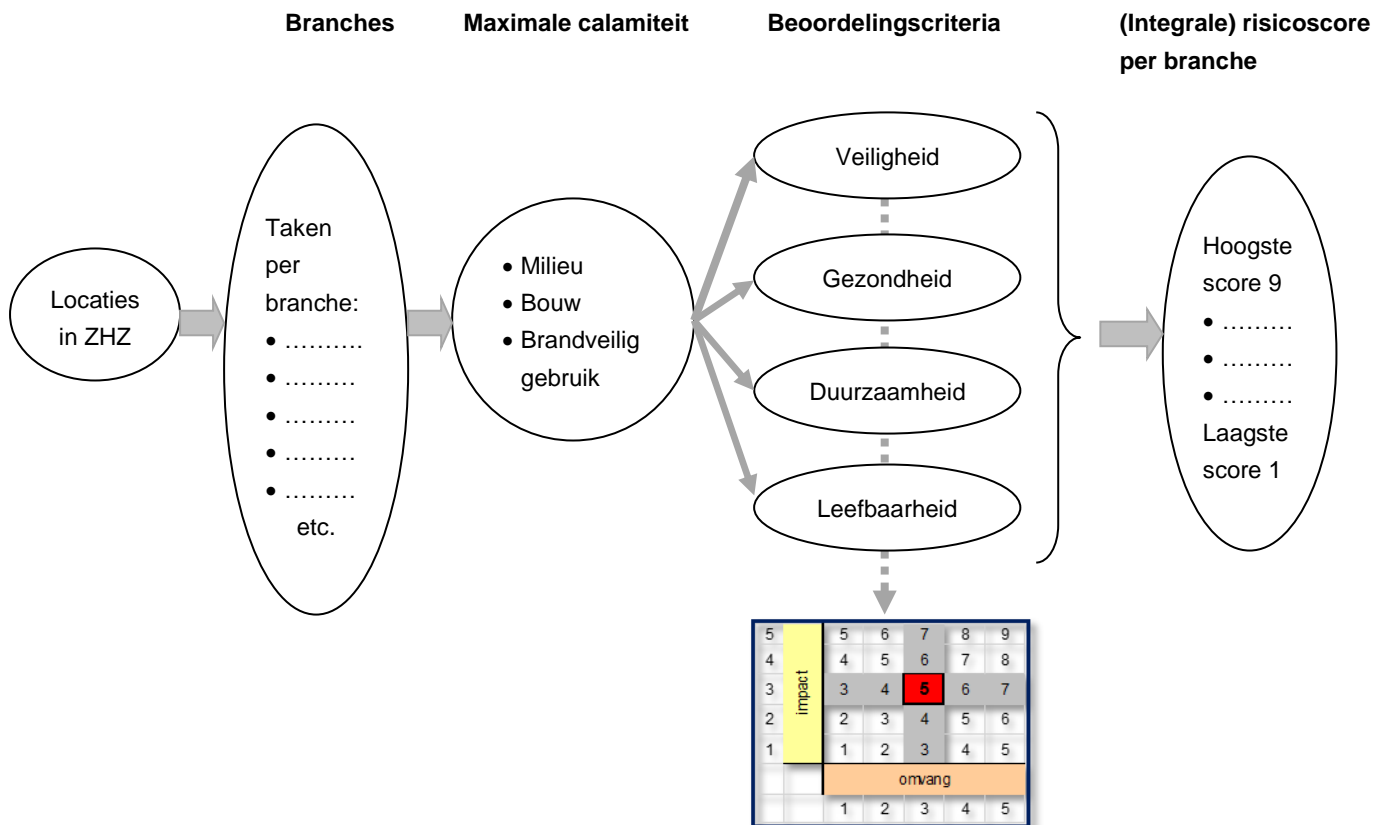 Branches
Maximale calamiteit
Beoordelingscriteria
(Integrale) risicoscore
per branche
Locaties
in ZHZ
Taken
per
branche:
• ……….
• ………
• ………
• ………
• ………
etc.
• Milieu
• Bouw
• Brandveilig
gebruik
Veiligheid
Gezondheid
Duurzaamheid
Leefbaarheid
Hoogste
score 9
• ………
• ………
• ………
Laagste
score 1
5 5 6 7 8 9
4 4 5 6 7 8
3 impact 3 4 5 6 7
2 2 3 4 5 6
1 1 2 3 4 5
omvang
1 2 3 4 5